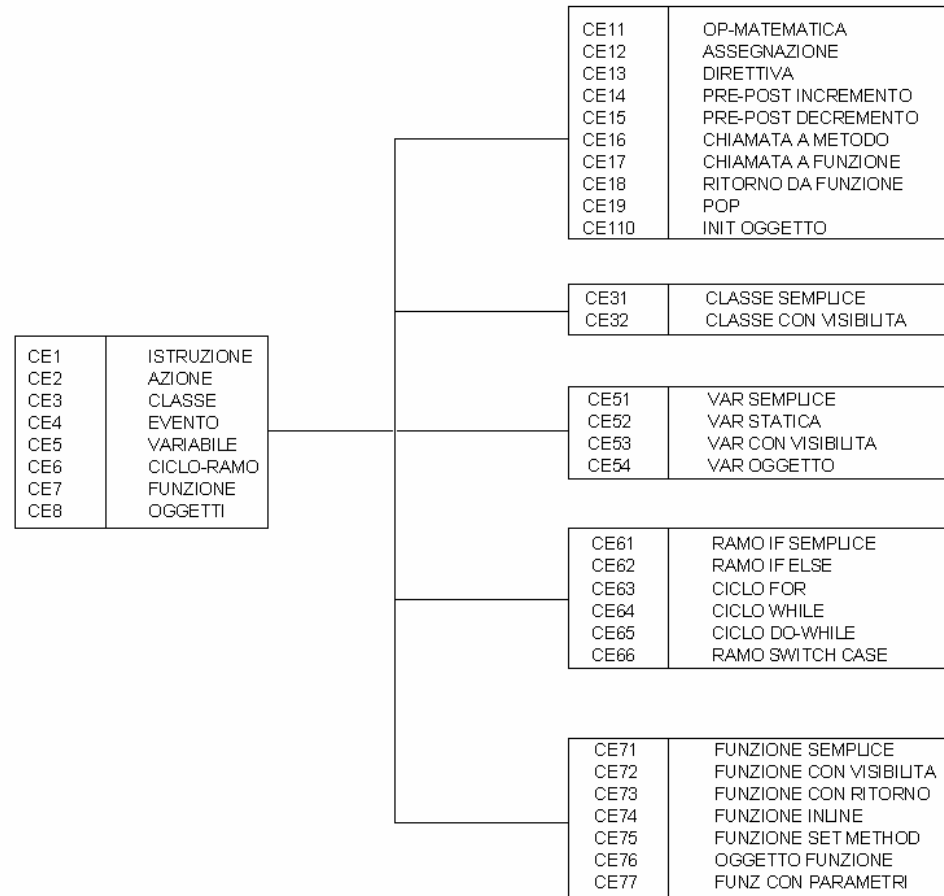 CE11 OP-MATEMATICA
CE12 ASSEGNAZIONE
CE13 DIRETTIVA
CE14 PRE-POST INCREMENTO
CE15 PRE-POST DECREMENTO
CE16 CHIAMATA A METODO
CE17 CHIAMATA A FUNZIONE
CE18 RITORNO DA FUNZIONE
CE19 POP
CE110 INIT OGGETTO
CE31 CLASSE SEMPLICE
CE32 CLASSE CON VISIBILITA
CE1 ISTRUZIONE
CE2 AZIONE
CE3 CLASSE
CE4 EVENTO
CE5 VARIABILE
CE6 CICLO-RAMO
CE7 FUNZIONE
CE8 OGGETTI
CE51 VAR SEMPLICE
CE52 VAR STATICA
CE53 VAR CON VISIBILITA
CE54 VAR OGGETTO
CE61 RAMO IF SEMPLICE
CE62 RAMO IF ELSE
CE63 CICLO FOR
CE64 CICLO WHILE
CE65 CICLO DO-WHILE
CE66 RAMO SWITCH CASE
CE71 FUNZIONE SEMPLICE
CE72 FUNZIONE CON VISIBILITA
CE73 FUNZIONE CON RITORNO
CE74 FUNZIONE INLINE
CE75 FUNZIONE SET METHOD
CE76 OGGETTO FUNZIONE
CE77 FUNZ CON PARAMETRI